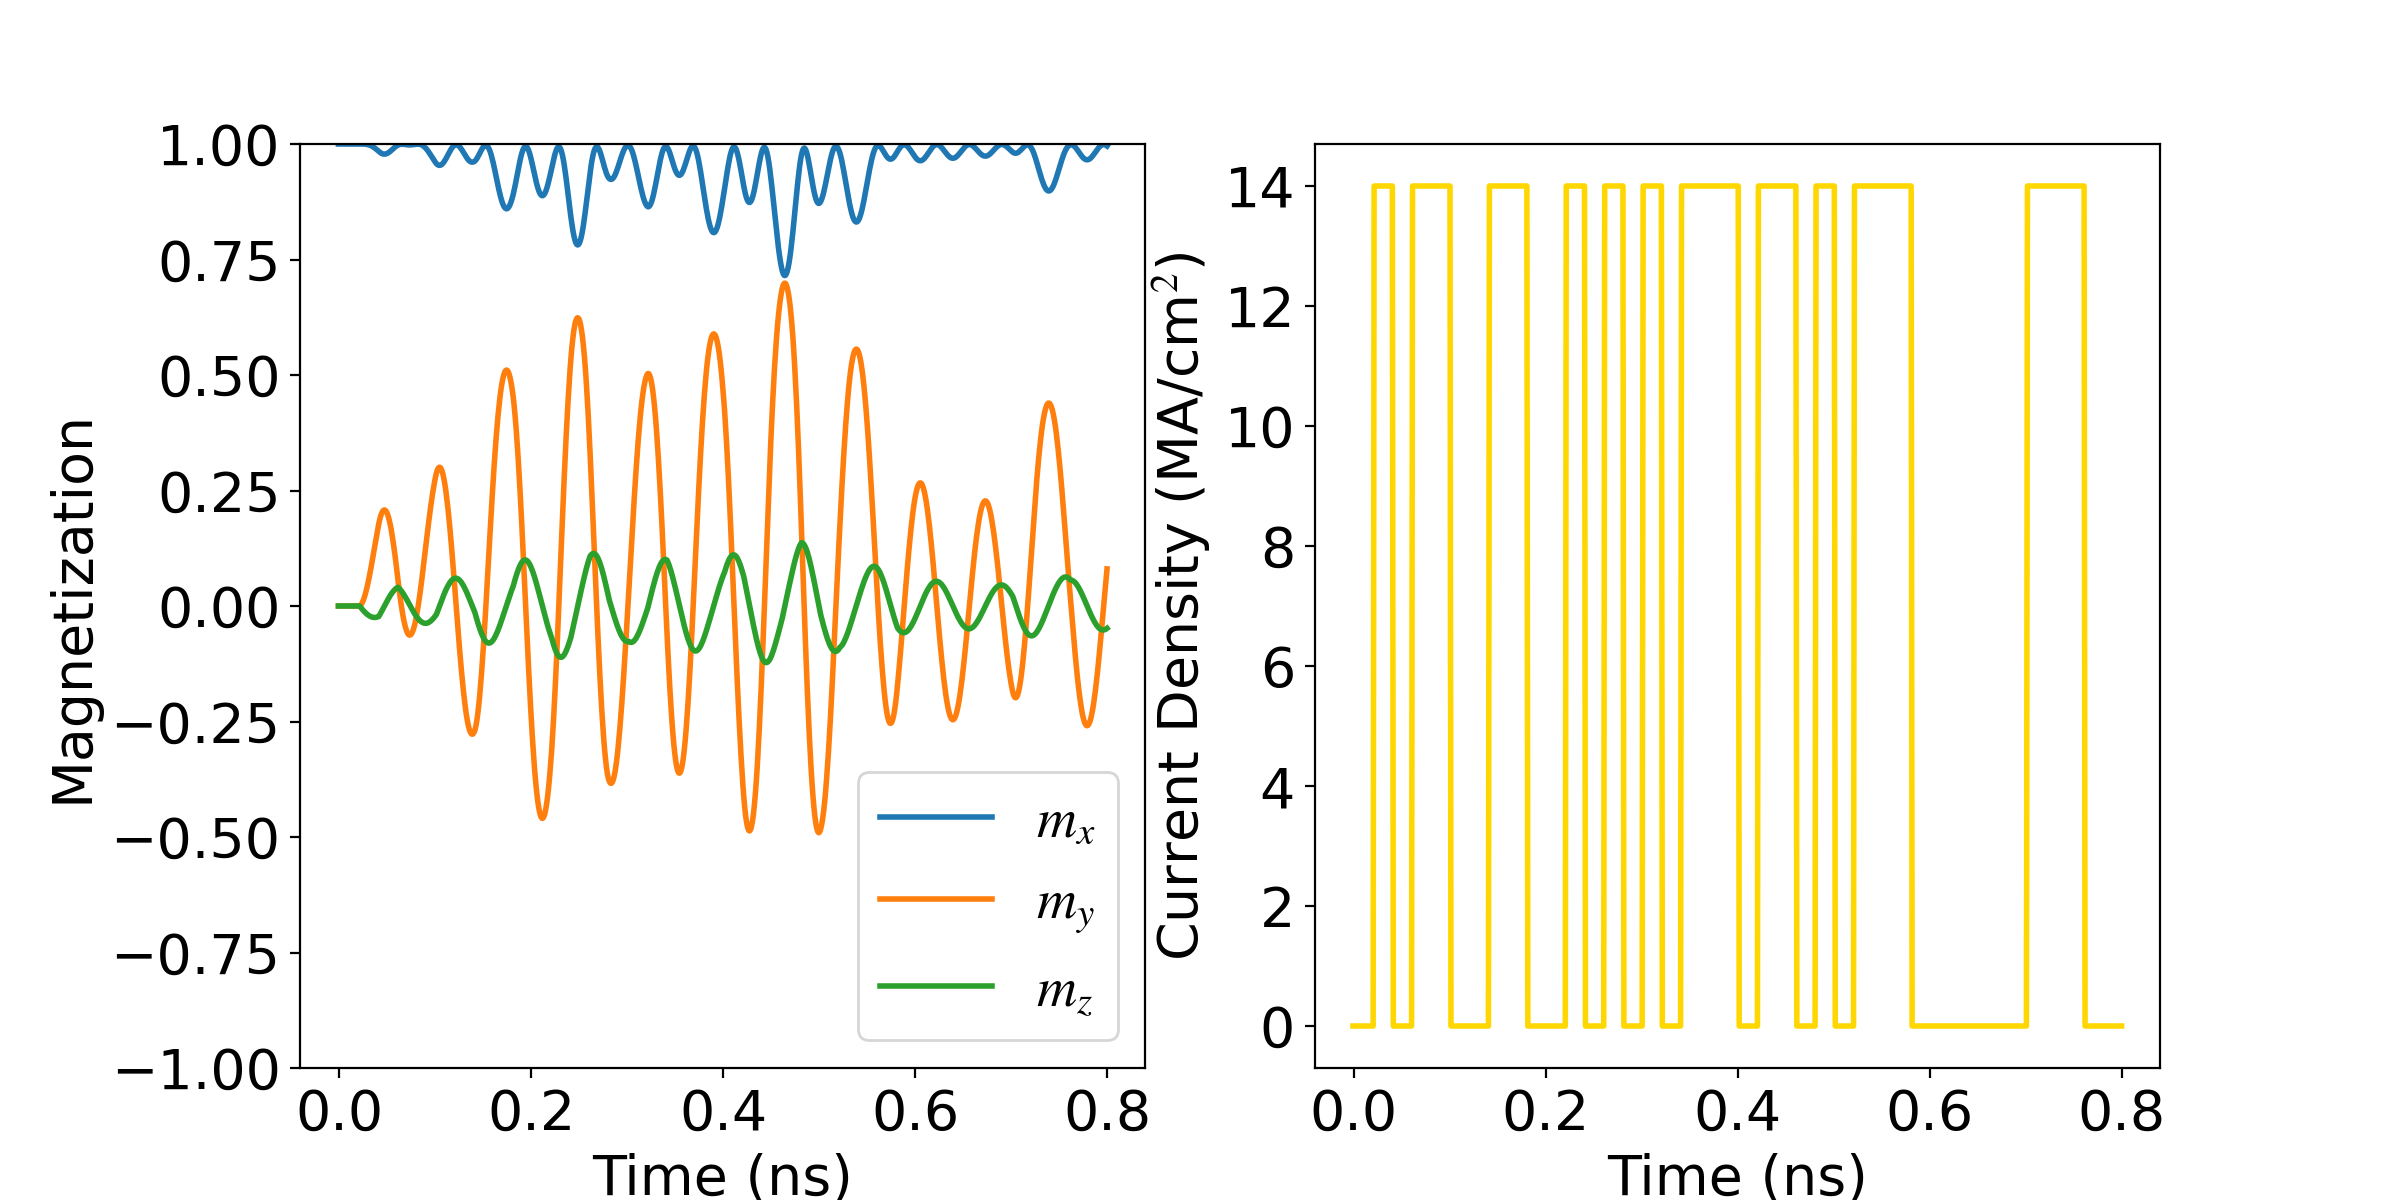 Magnetization
1.00
0.75
0.50
0.25
0.00
−0.25
−0.50
−0.75
−1.00
0.0 0.2 0.4 0.6 0.8
Time (ns)
m_x
m_y
m_z
Current Density (MA/cm²)
14
12
10
8
6
4
2
0
0.0 0.2 0.4 0.6 0.8
Time (ns)